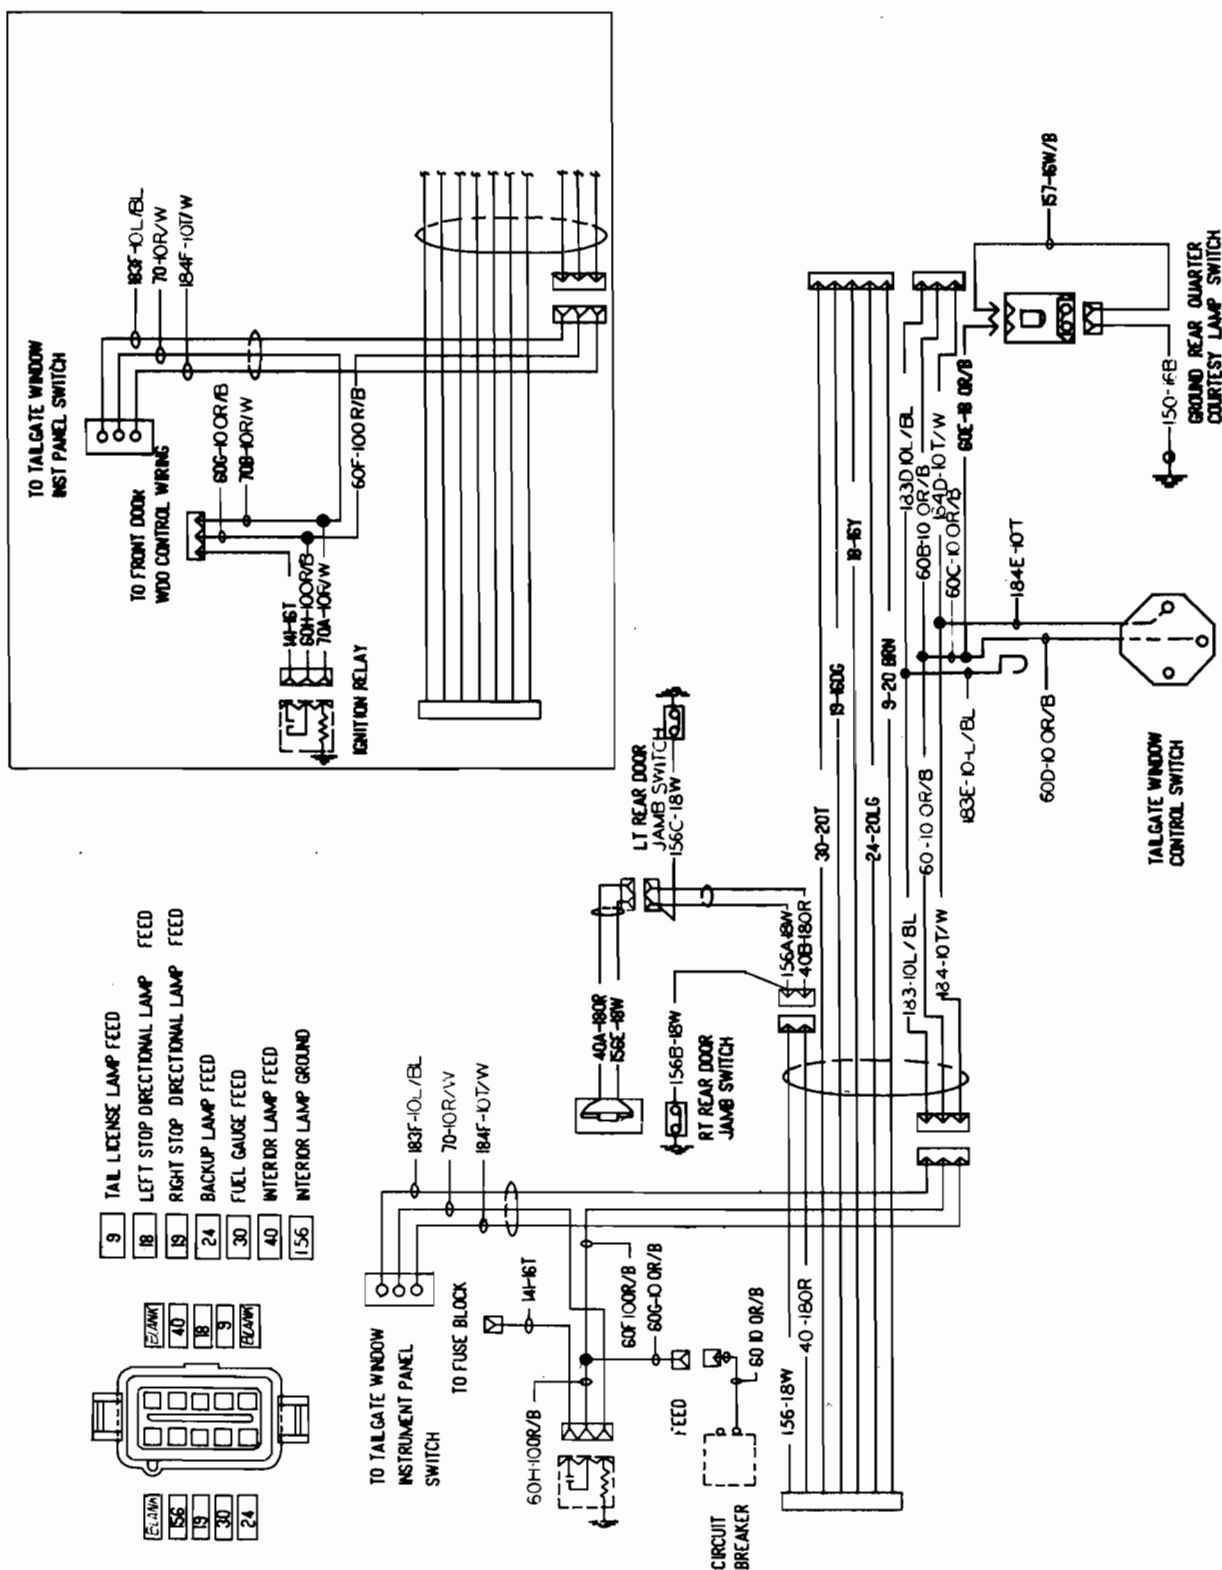 TO TAILGATE WINDOW
INST PANEL SWITCH
183F-10L/BL
70-10R/W
184F-10T/W
TO FRONT DOOR
WDO CONTROL WIRING
60G-10 OR/B
70B-10R/W
60F-10OR/B
141-16T
60H-10OR/B
70A-10R/W
IGNITION RELAY
9 TAIL LICENSE LAMP FEED
18 LEFT STOP DIRECTIONAL LAMP FEED
19 RIGHT STOP DIRECTIONAL LAMP FEED
24 BACKUP LAMP FEED
30 FUEL GAUGE FEED
40 INTERIOR LAMP FEED
156 INTERIOR LAMP GROUND
BLANK
40
18
9
BLANK
BLANK
156
19
30
24
TO TAILGATE WINDOW
INSTRUMENT PANEL
SWITCH
183F-10L/BL
70-10R/W
184F-10T/W
TO FUSE BLOCK
141-16T
60H-10OR/B
60F10OR/B
60G-10 OR/B
FEED
60 10 OR/B
CIRCUIT
BREAKER
156-18W
40-18OR
40A-18OR
156E-18W
156B-18W
RT REAR DOOR
JAMB SWITCH
LT REAR DOOR
JAMB SWITCH
156C-18W
156A-18W
40B-18OR
30-20T
19-16DG
18-16Y
24-20LG
9-20 BRN
183-10L/BL
60-10 OR/B
184-10T/W
183D10L/BL
60B-10 OR/B
184D-10T/W
60C-10 OR/B
60E-18 OR/B
183E-10-L/BL
60D-10 OR/B
184E-10T
TAILGATE WINDOW
CONTROL SWITCH
157-16W/B
150-16B
GROUND REAR QUARTER
COURTESY LAMP SWITCH